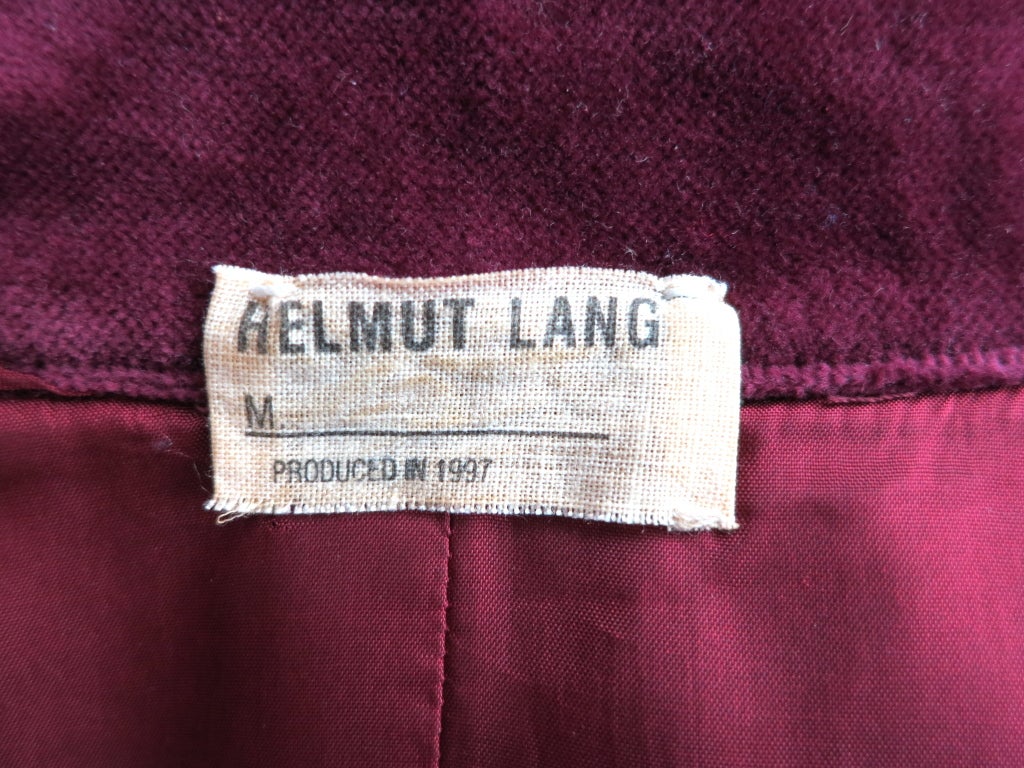 HELMUT LANG
M.
PRODUCED IN 1997